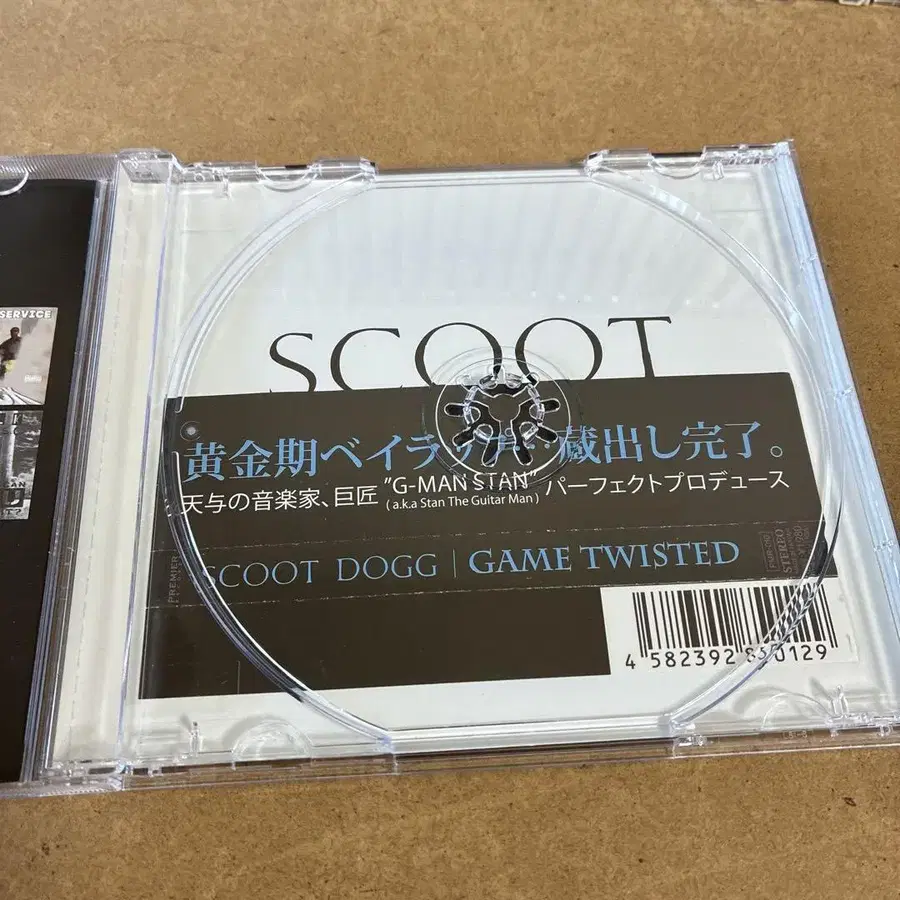 SERVICE
SCOOT
黄金期ベイラップ、蔵出し完了。
天与の音楽家、巨匠 "G-MAN STAN" パーフェクトプロデュース
( a.k.a Stan The Guitar Man )
SCOOT DOGG | GAME TWISTED
STEREO
4 582392 850129